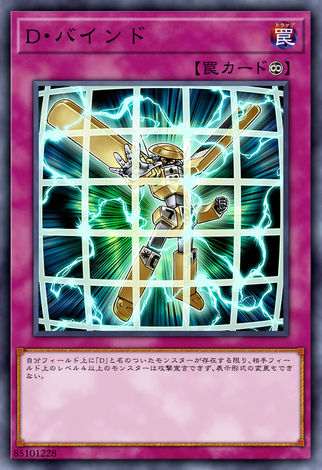 D・バインド
トラップ
罠
【罠カード】
自分フィールド上に「D」と名のついたモンスターが存在する限り、相手フィー
ルド上のレベル4以上のモンスターは攻撃宣言できず、表示形式の変更もでき
ない。
85101228